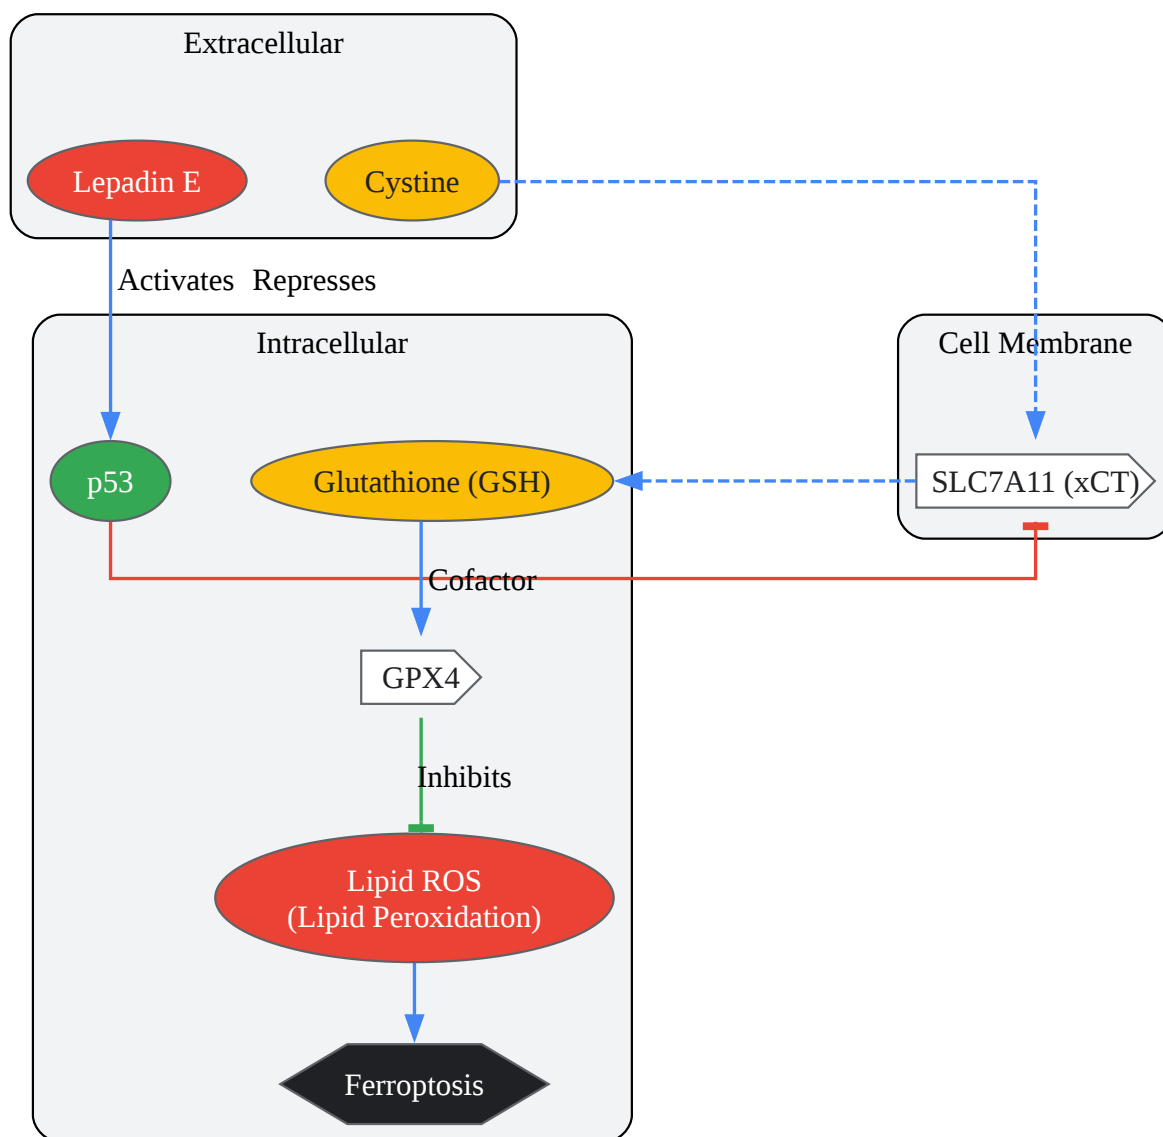 Extracellular
Lepadin E
Cystine
Activates
Represses
Intracellular
Cell Membrane
p53
Glutathione (GSH)
SLC7A11 (xCT)
Cofactor
GPX4
Inhibits
Lipid ROS
(Lipid Peroxidation)
Ferroptosis